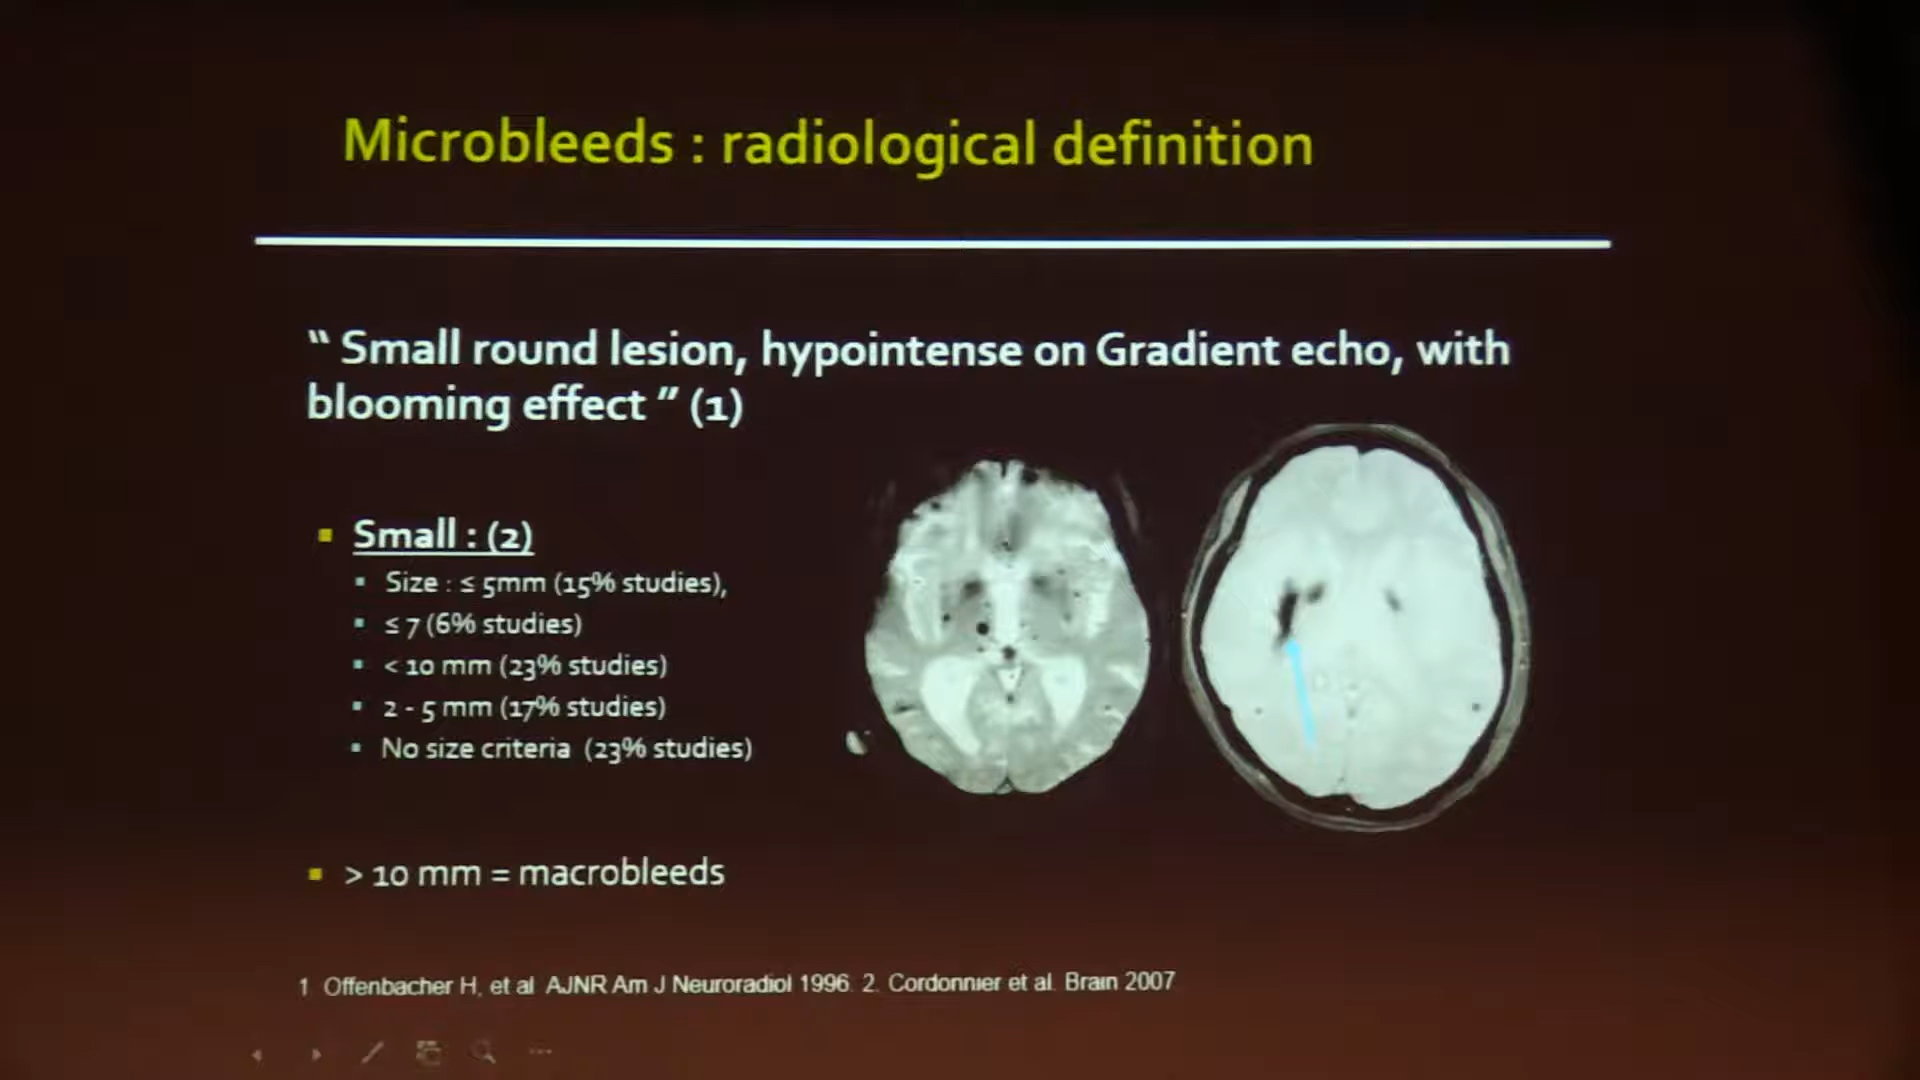 Microbleeds : radiological definition
“ Small round lesion, hypointense on Gradient echo, with
blooming effect ” (1)
Small : (2)
Size : ≤ 5mm (15% studies),
≤ 7 (6% studies)
< 10 mm (23% studies)
2 - 5 mm (17% studies)
No size criteria (23% studies)
> 10 mm = macrobleeds
1 Offenbacher H, et al AJNR Am J Neuroradiol 1996. 2. Cordonnier et al. Brain 2007